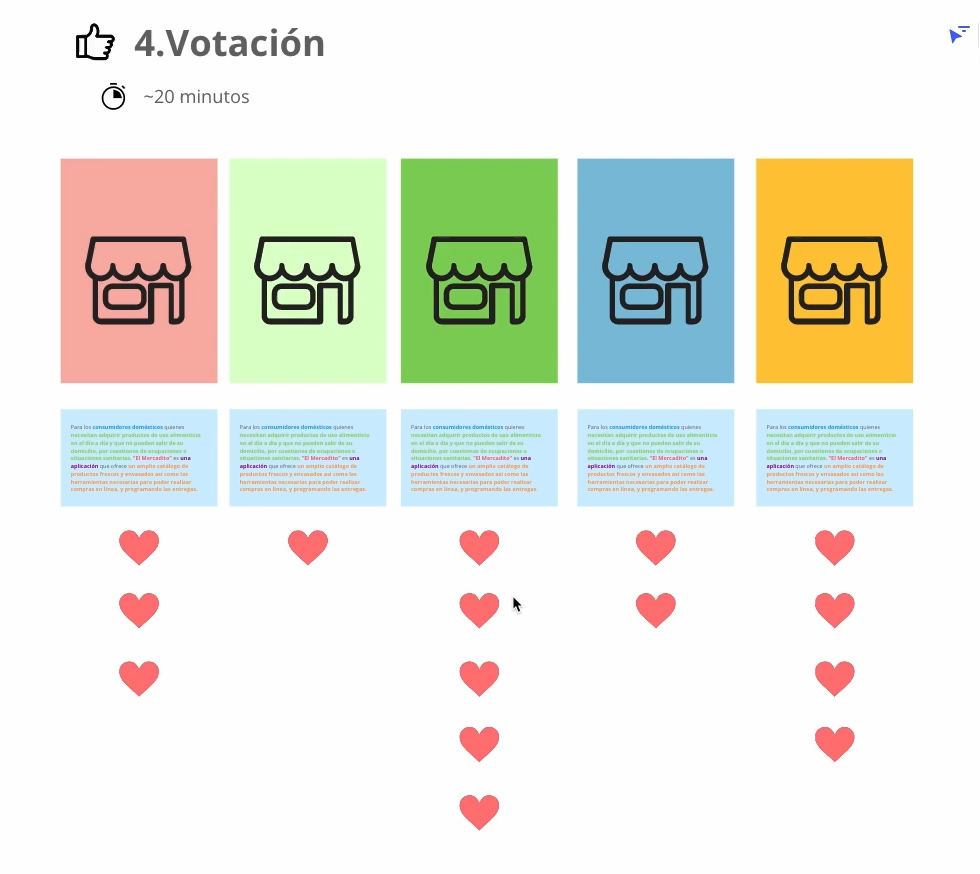 4.Votación
~20 minutos
Para los consumidores domésticos quienes
necesitan adquirir productos de uso alimenticio
en el día a día y que no pueden salir de su
domicilio, por cuestiones de ocupaciones o
situaciones sanitarias. "El Mercadito" es una
aplicación que ofrece un amplio catálogo de
productos frescos y envasados así como las
herramientas necesarias para poder realizar
compras en línea, y programando las entregas.
Para los consumidores domésticos quienes
necesitan adquirir productos de uso alimenticio
en el día a día y que no pueden salir de su
domicilio, por cuestiones de ocupaciones o
situaciones sanitarias. "El Mercadito" es una
aplicación que ofrece un amplio catálogo de
productos frescos y envasados así como las
herramientas necesarias para poder realizar
compras en línea, y programando las entregas.
Para los consumidores domésticos quienes
necesitan adquirir productos de uso alimenticio
en el día a día y que no pueden salir de su
domicilio, por cuestiones de ocupaciones o
situaciones sanitarias. "El Mercadito" es una
aplicación que ofrece un amplio catálogo de
productos frescos y envasados así como las
herramientas necesarias para poder realizar
compras en línea, y programando las entregas.
Para los consumidores domésticos quienes
necesitan adquirir productos de uso alimenticio
en el día a día y que no pueden salir de su
domicilio, por cuestiones de ocupaciones o
situaciones sanitarias. "El Mercadito" es una
aplicación que ofrece un amplio catálogo de
productos frescos y envasados así como las
herramientas necesarias para poder realizar
compras en línea, y programando las entregas.
Para los consumidores domésticos quienes
necesitan adquirir productos de uso alimenticio
en el día a día y que no pueden salir de su
domicilio, por cuestiones de ocupaciones o
situaciones sanitarias. "El Mercadito" es una
aplicación que ofrece un amplio catálogo de
productos frescos y envasados así como las
herramientas necesarias para poder realizar
compras en línea, y programando las entregas.